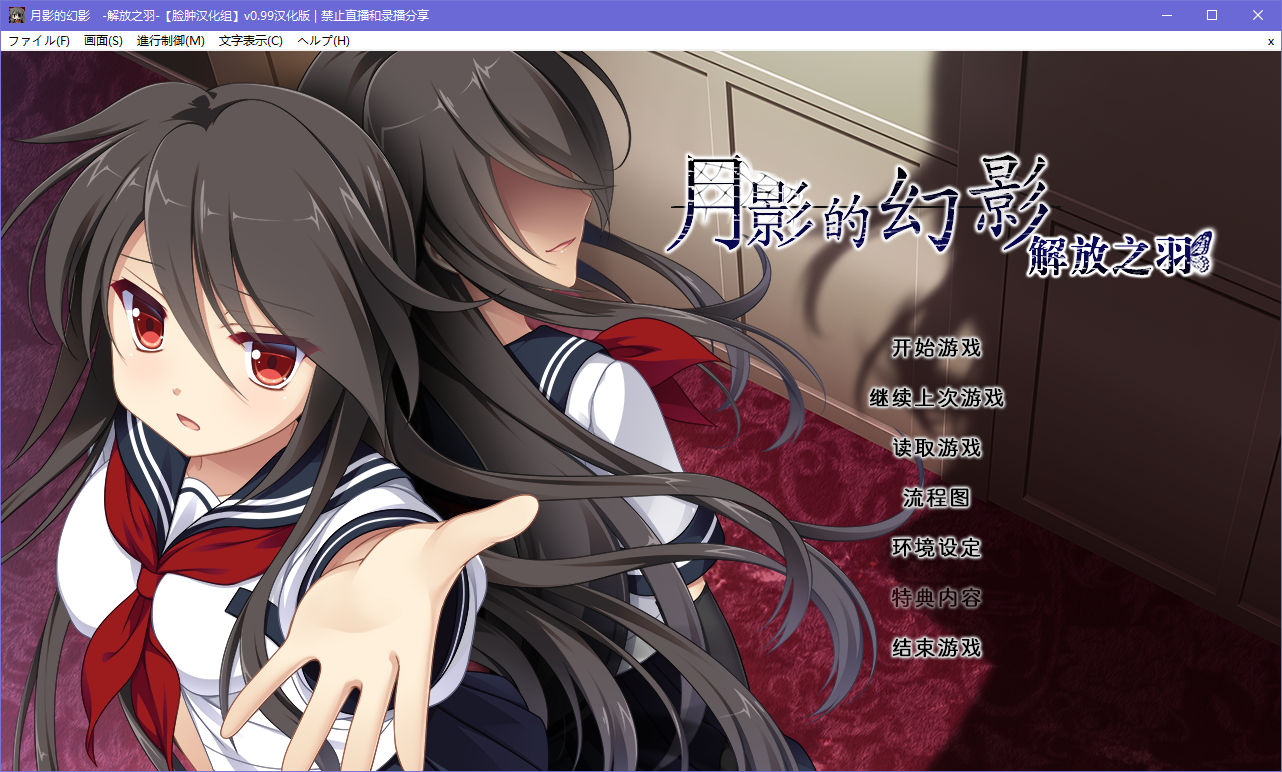 月影的幻影　-解放之羽-【脸肿汉化组】v0.99汉化版 | 禁止直播和录播分享
ファイル(F) 画面(S) 進行制御(M) 文字表示(C) ヘルプ(H) x
月影的幻影
解放之羽
开始游戏
继续上次游戏
读取游戏
流程图
环境设定
特典内容
结束游戏